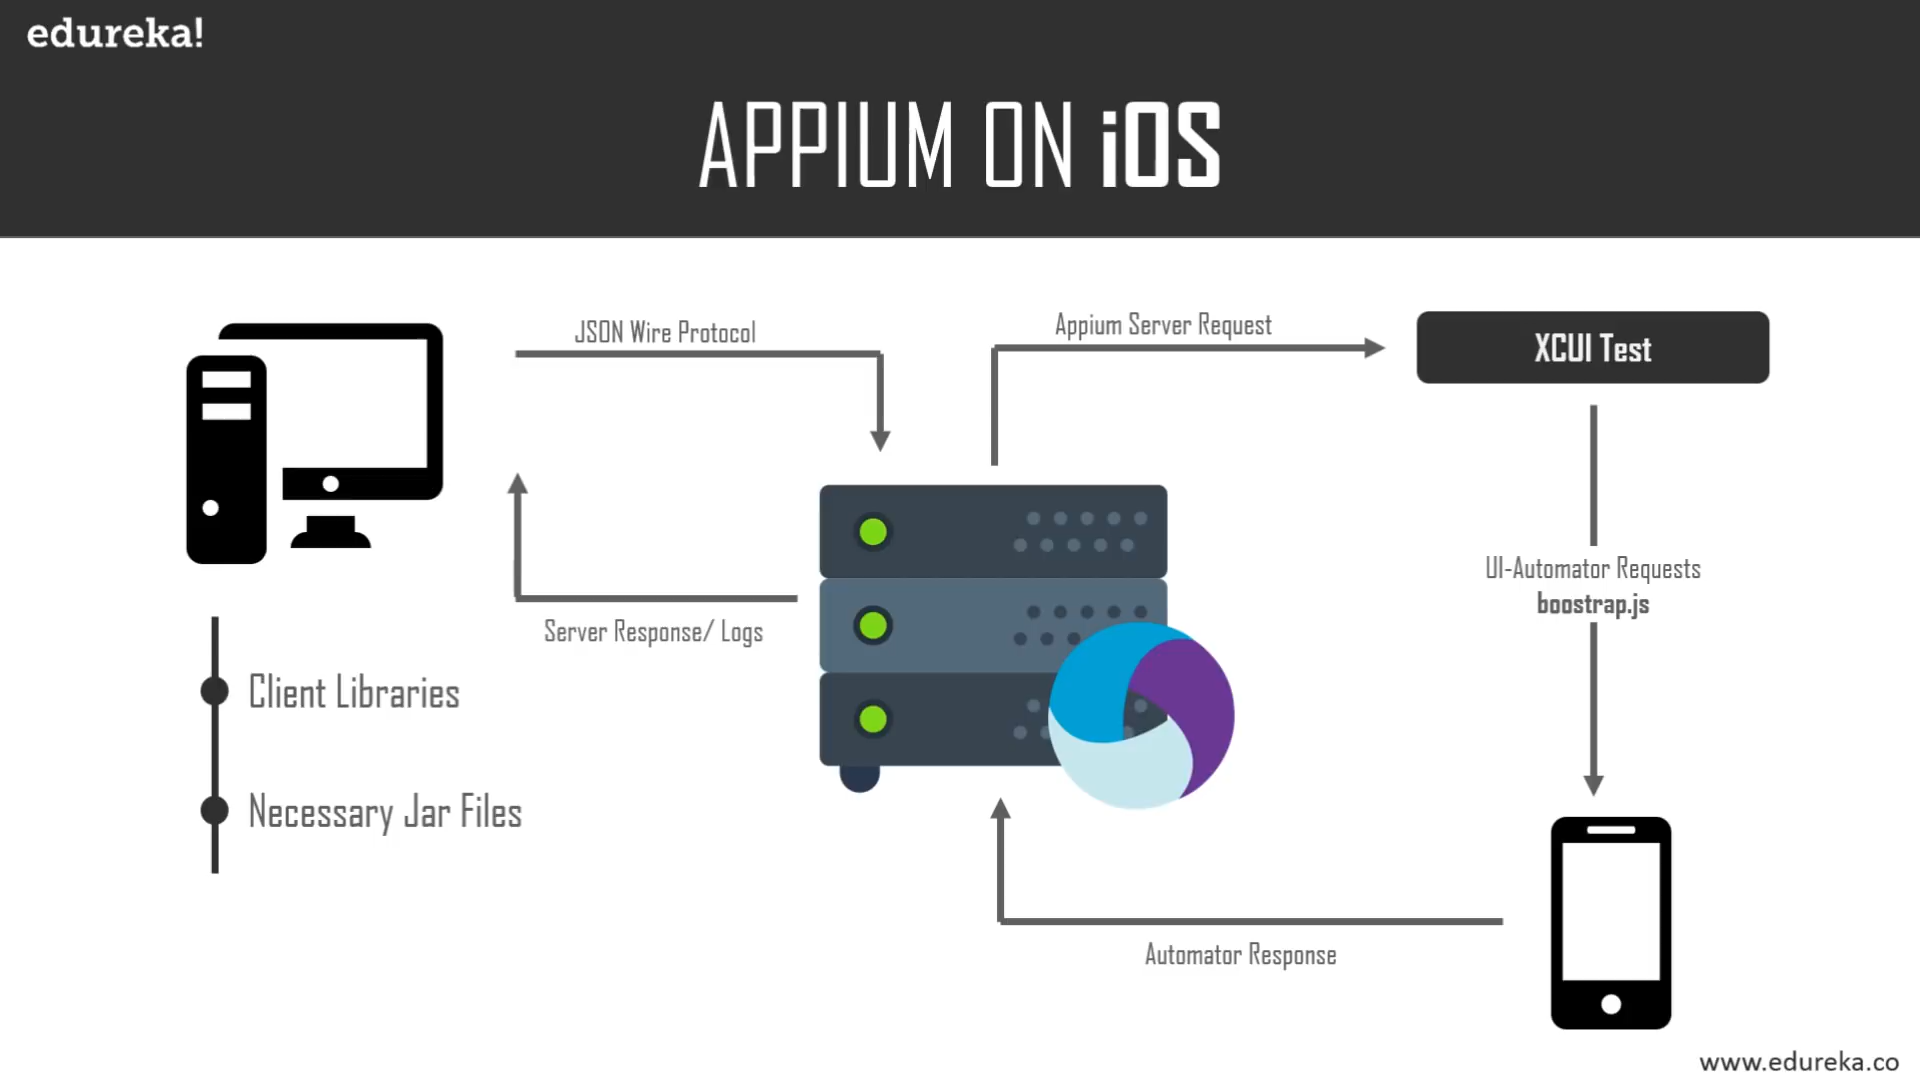 edureka!
APPIUM ON iOS
JSON Wire Protocol
Appium Server Request
XCUI Test
UI-Automator Requests
boostrap.js
Server Response/ Logs
Client Libraries
Necessary Jar Files
Automator Response
www.edureka.co